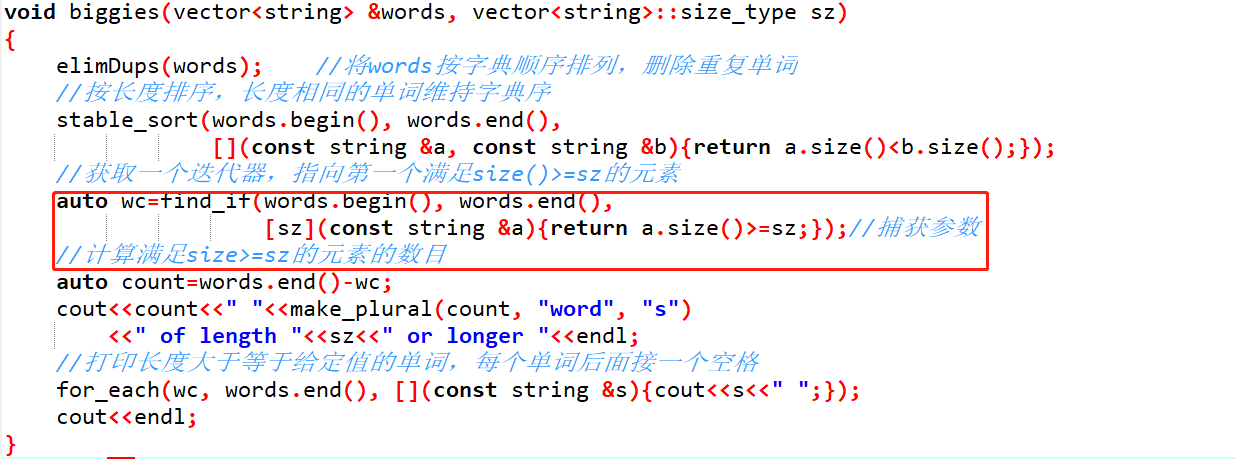 void biggies(vector<string> &words, vector<string>::size_type sz)
{
    elimDups(words);    //将words按字典顺序排列，删除重复单词
    //按长度排序，长度相同的单词维持字典序
    stable_sort(words.begin(), words.end(),
                [](const string &a, const string &b){return a.size()<b.size();});
    //获取一个迭代器，指向第一个满足size()>=sz的元素
    auto wc=find_if(words.begin(), words.end(),
                    [sz](const string &a){return a.size()>=sz;});//捕获参数
    //计算满足size>=sz的元素的数目
    auto count=words.end()-wc;
    cout<<count<<" "<<make_plural(count, "word", "s")
        <<" of length "<<sz<<" or longer "<<endl;
    //打印长度大于等于给定值的单词，每个单词后面接一个空格
    for_each(wc, words.end(), [](const string &s){cout<<s<<" ";});
    cout<<endl;
}